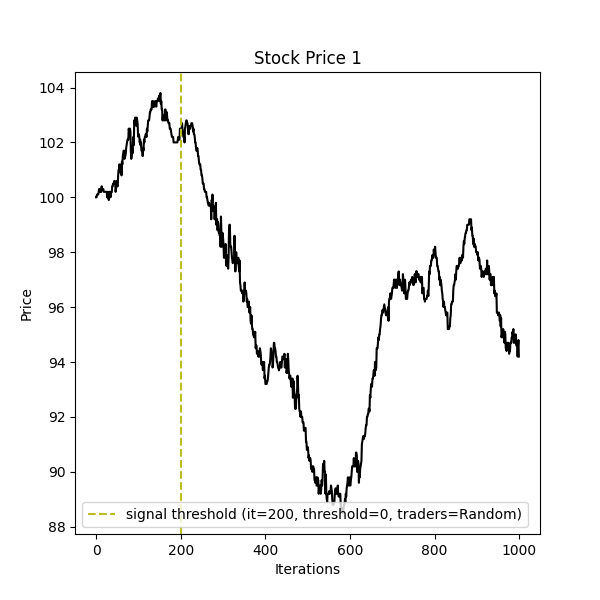 Stock Price 1
104
102
100
98
96
94
92
90
88
Price
signal threshold (it=200, threshold=0, traders=Random)
0 200 400 600 800 1000
Iterations